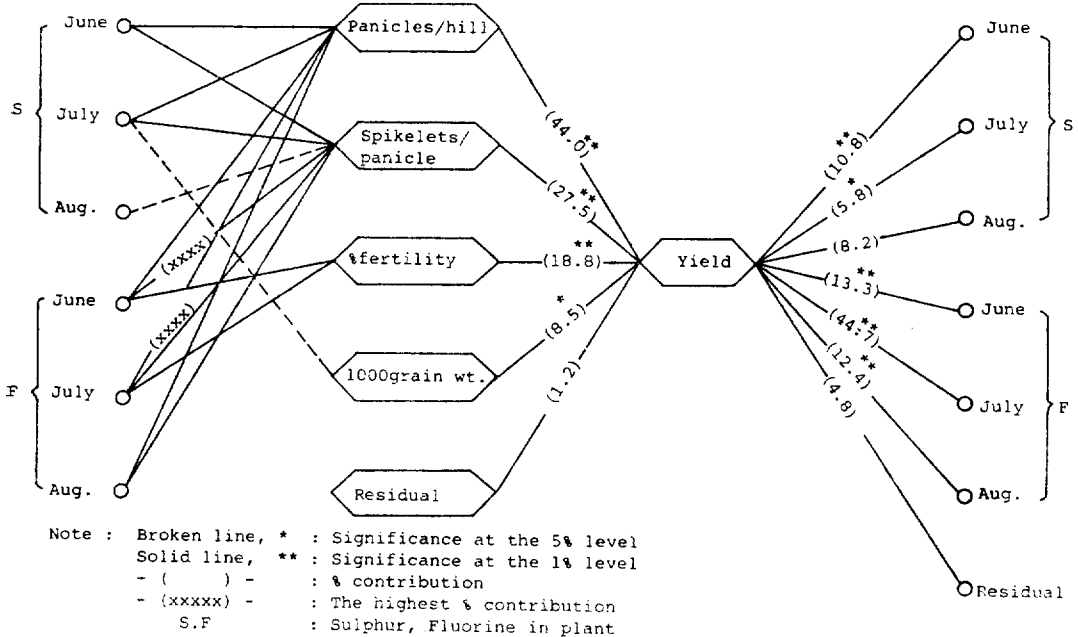 June
July
Aug.
S
June
July
Aug.
F
Panicles/hill
Spikelets/
panicle
%fertility
1000grain wt.
Residual
(xxxx)
(xxxx)
(44.0)**
(27.5)**
(18.8)**
(8.5)*
(1.2)
Yield
(10.8)**
(5.8)*
(8.2)
(13.3)**
(44.7)**
(12.4)**
(4.8)
June
July
Aug.
S
June
July
Aug.
F
Residual
Note : Broken line, * : Significance at the 5% level
Solid line, ** : Significance at the 1% level
- ( ) - : % contribution
- (xxxxx) - : The highest % contribution
S.F : Sulphur, Fluorine in plant